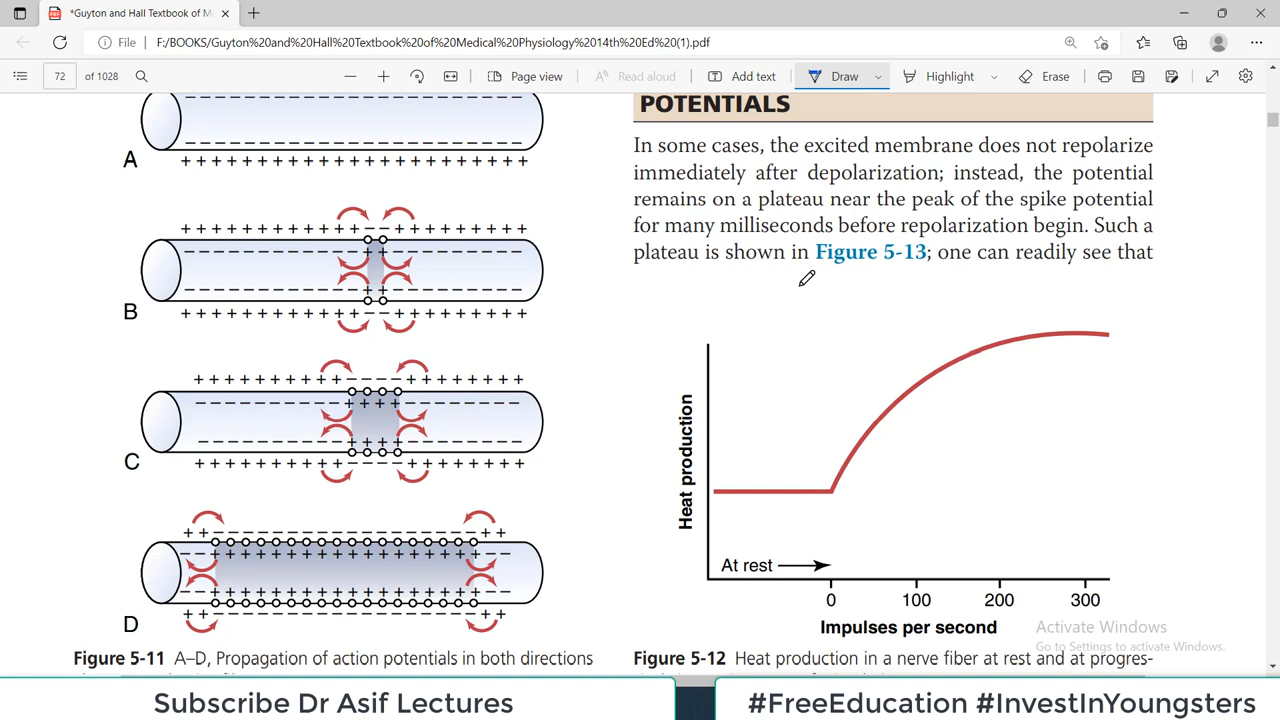 *Guyton and Hall Textbook of M
File
F:/BOOKS/Guyton%20and%20Hall%20Textbook%20of%20Medical%20Physiology%2014th%20Ed%20(1).pdf
72 of 1028
Page view
Read aloud
Add text
Draw
Highlight
Erase
A
+ + + + + + + + + + + + + + + + + + + + + + +
B
C
D
Figure 5-11 A–D, Propagation of action potentials in both directions
POTENTIALS
In some cases, the excited membrane does not repolarize
immediately after depolarization; instead, the potential
remains on a plateau near the peak of the spike potential
for many milliseconds before repolarization begin. Such a
plateau is shown in Figure 5-13; one can readily see that
Heat production
At rest
0 100 200 300
Impulses per second
Figure 5-12 Heat production in a nerve fiber at rest and at progres-
Activate Windows
Go to Settings to activate Windows.
Subscribe Dr Asif Lectures
#FreeEducation #InvestInYoungsters